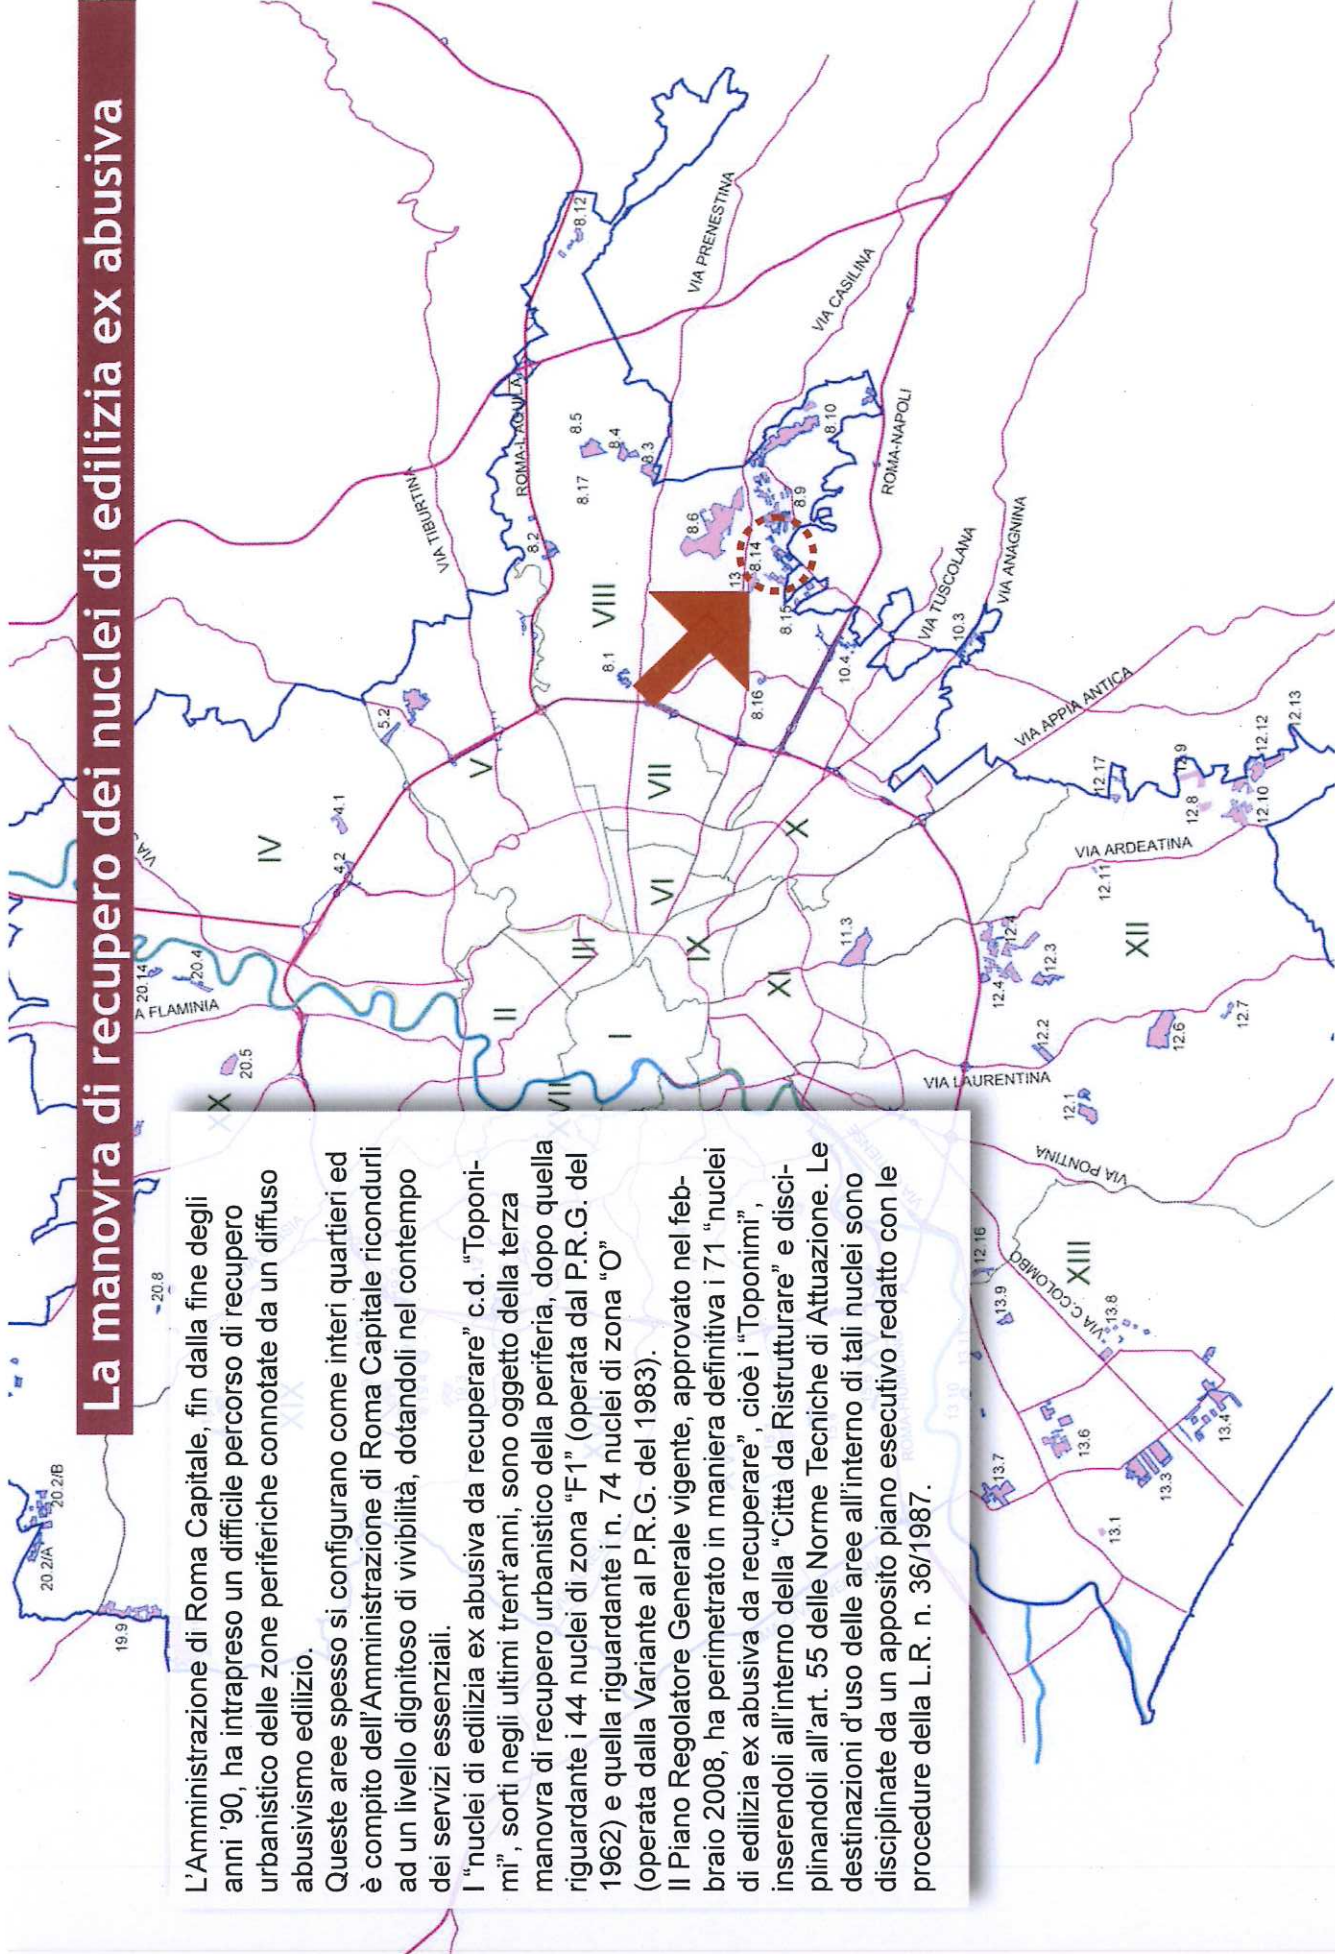 La manovra di recupero dei nuclei di edilizia ex abusiva
L'Amministrazione di Roma Capitale, fin dalla fine degli
anni '90, ha intrapreso un difficile percorso di recupero
urbanistico delle zone periferiche connotate da un diffuso
abusivismo edilizio.
Queste aree spesso si configurano come interi quartieri ed
è compito dell'Amministrazione di Roma Capitale ricondurli
ad un livello dignitoso di vivibilità, dotandoli nel contempo
dei servizi essenziali.
I "nuclei di edilizia ex abusiva da recuperare" c.d. "Toponi-
mi", sorti negli ultimi trent'anni, sono oggetto della terza
manovra di recupero urbanistico della periferia, dopo quella
riguardante i 44 nuclei di zona "F1" (operata dal P.R.G. del
1962) e quella riguardante i n. 74 nuclei di zona "O"
(operata dalla Variante al P.R.G. del 1983).
Il Piano Regolatore Generale vigente, approvato nel feb-
braio 2008, ha perimetrato in maniera definitiva i 71 "nuclei
di edilizia ex abusiva da recuperare", cioè i "Toponimi",
inserendoli all'interno della "Città da Ristrutturare" e disci-
plinandoli all'art. 55 delle Norme Tecniche di Attuazione. Le
destinazioni d'uso delle aree all'interno di tali nuclei sono
disciplinate da un apposito piano esecutivo redatto con le
procedure della L.R. n. 36/1987.
20.2/A
20.2/B
19.9
20.8
20.14
20.4
A FLAMINIA
20.5
XX
IV
4.1
4.2
5.2
V
VIA TIBURTINA
ROMA-L'AQUILA
8.12
8.2
8.5
8.4
8.3
8.17
VIII
8.1
VIA PRENESTINA
8.6
13
8.14
8.9
8.10
8.15
8.16
VIA CASILINA
ROMA-NAPOLI
10.4
VIA TUSCOLANA
10.3
VIA ANAGNINA
VIA APPIA ANTICA
II
III
I
XVII
VI
VII
IX
X
XI
11.3
VIA LAURENTINA
VIA ARDEATINA
12.4
12.4
12.3
12.2
12.1
12.6
12.7
XII
12.11
12.17
12.8
12.9
12.10
12.12
12.13
VIA PONTINA
12.16
VIA C.COLOMBO
XIII
13.9
13.8
13.7
13.6
13.4
13.3
13.1